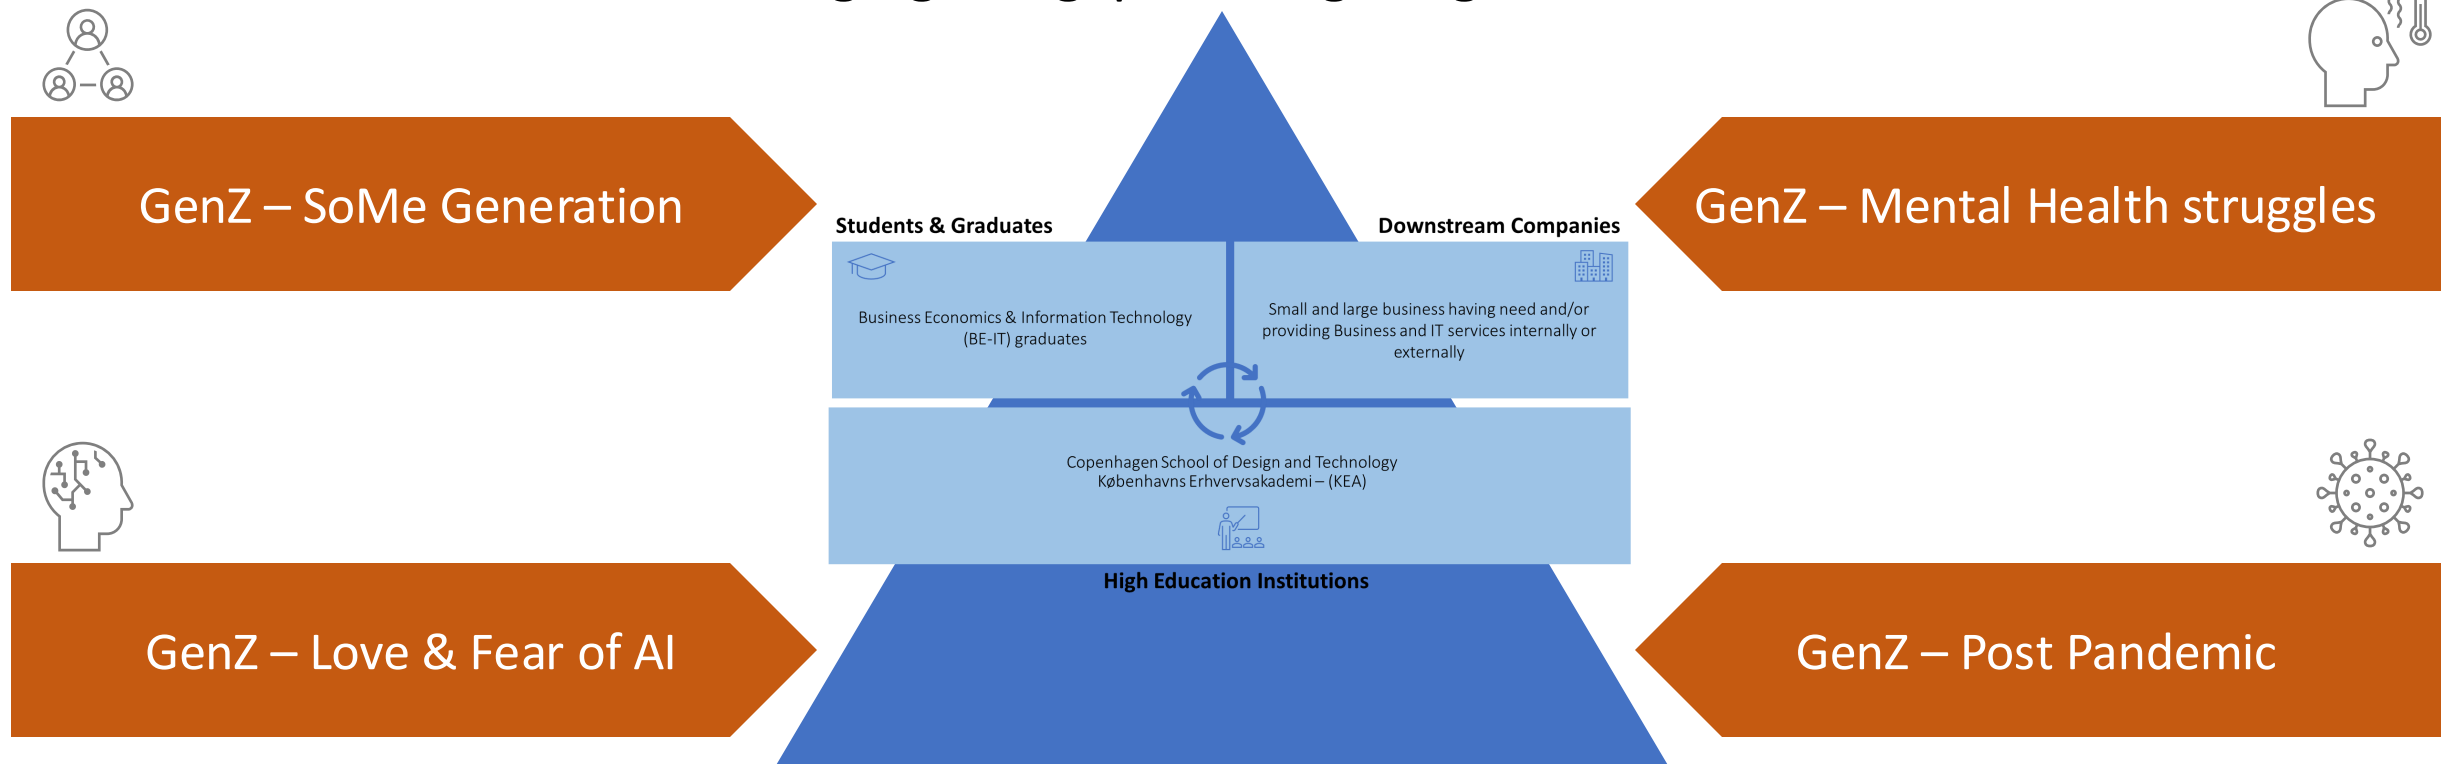 GenZ – SoMe Generation
GenZ – Mental Health struggles
Students & Graduates
Downstream Companies
Business Economics & Information Technology
(BE-IT) graduates
Small and large business having need and/or
providing Business and IT services internally or
externally
Copenhagen School of Design and Technology
Københavns Erhvervsakademi – (KEA)
High Education Institutions
GenZ – Love & Fear of AI
GenZ – Post Pandemic